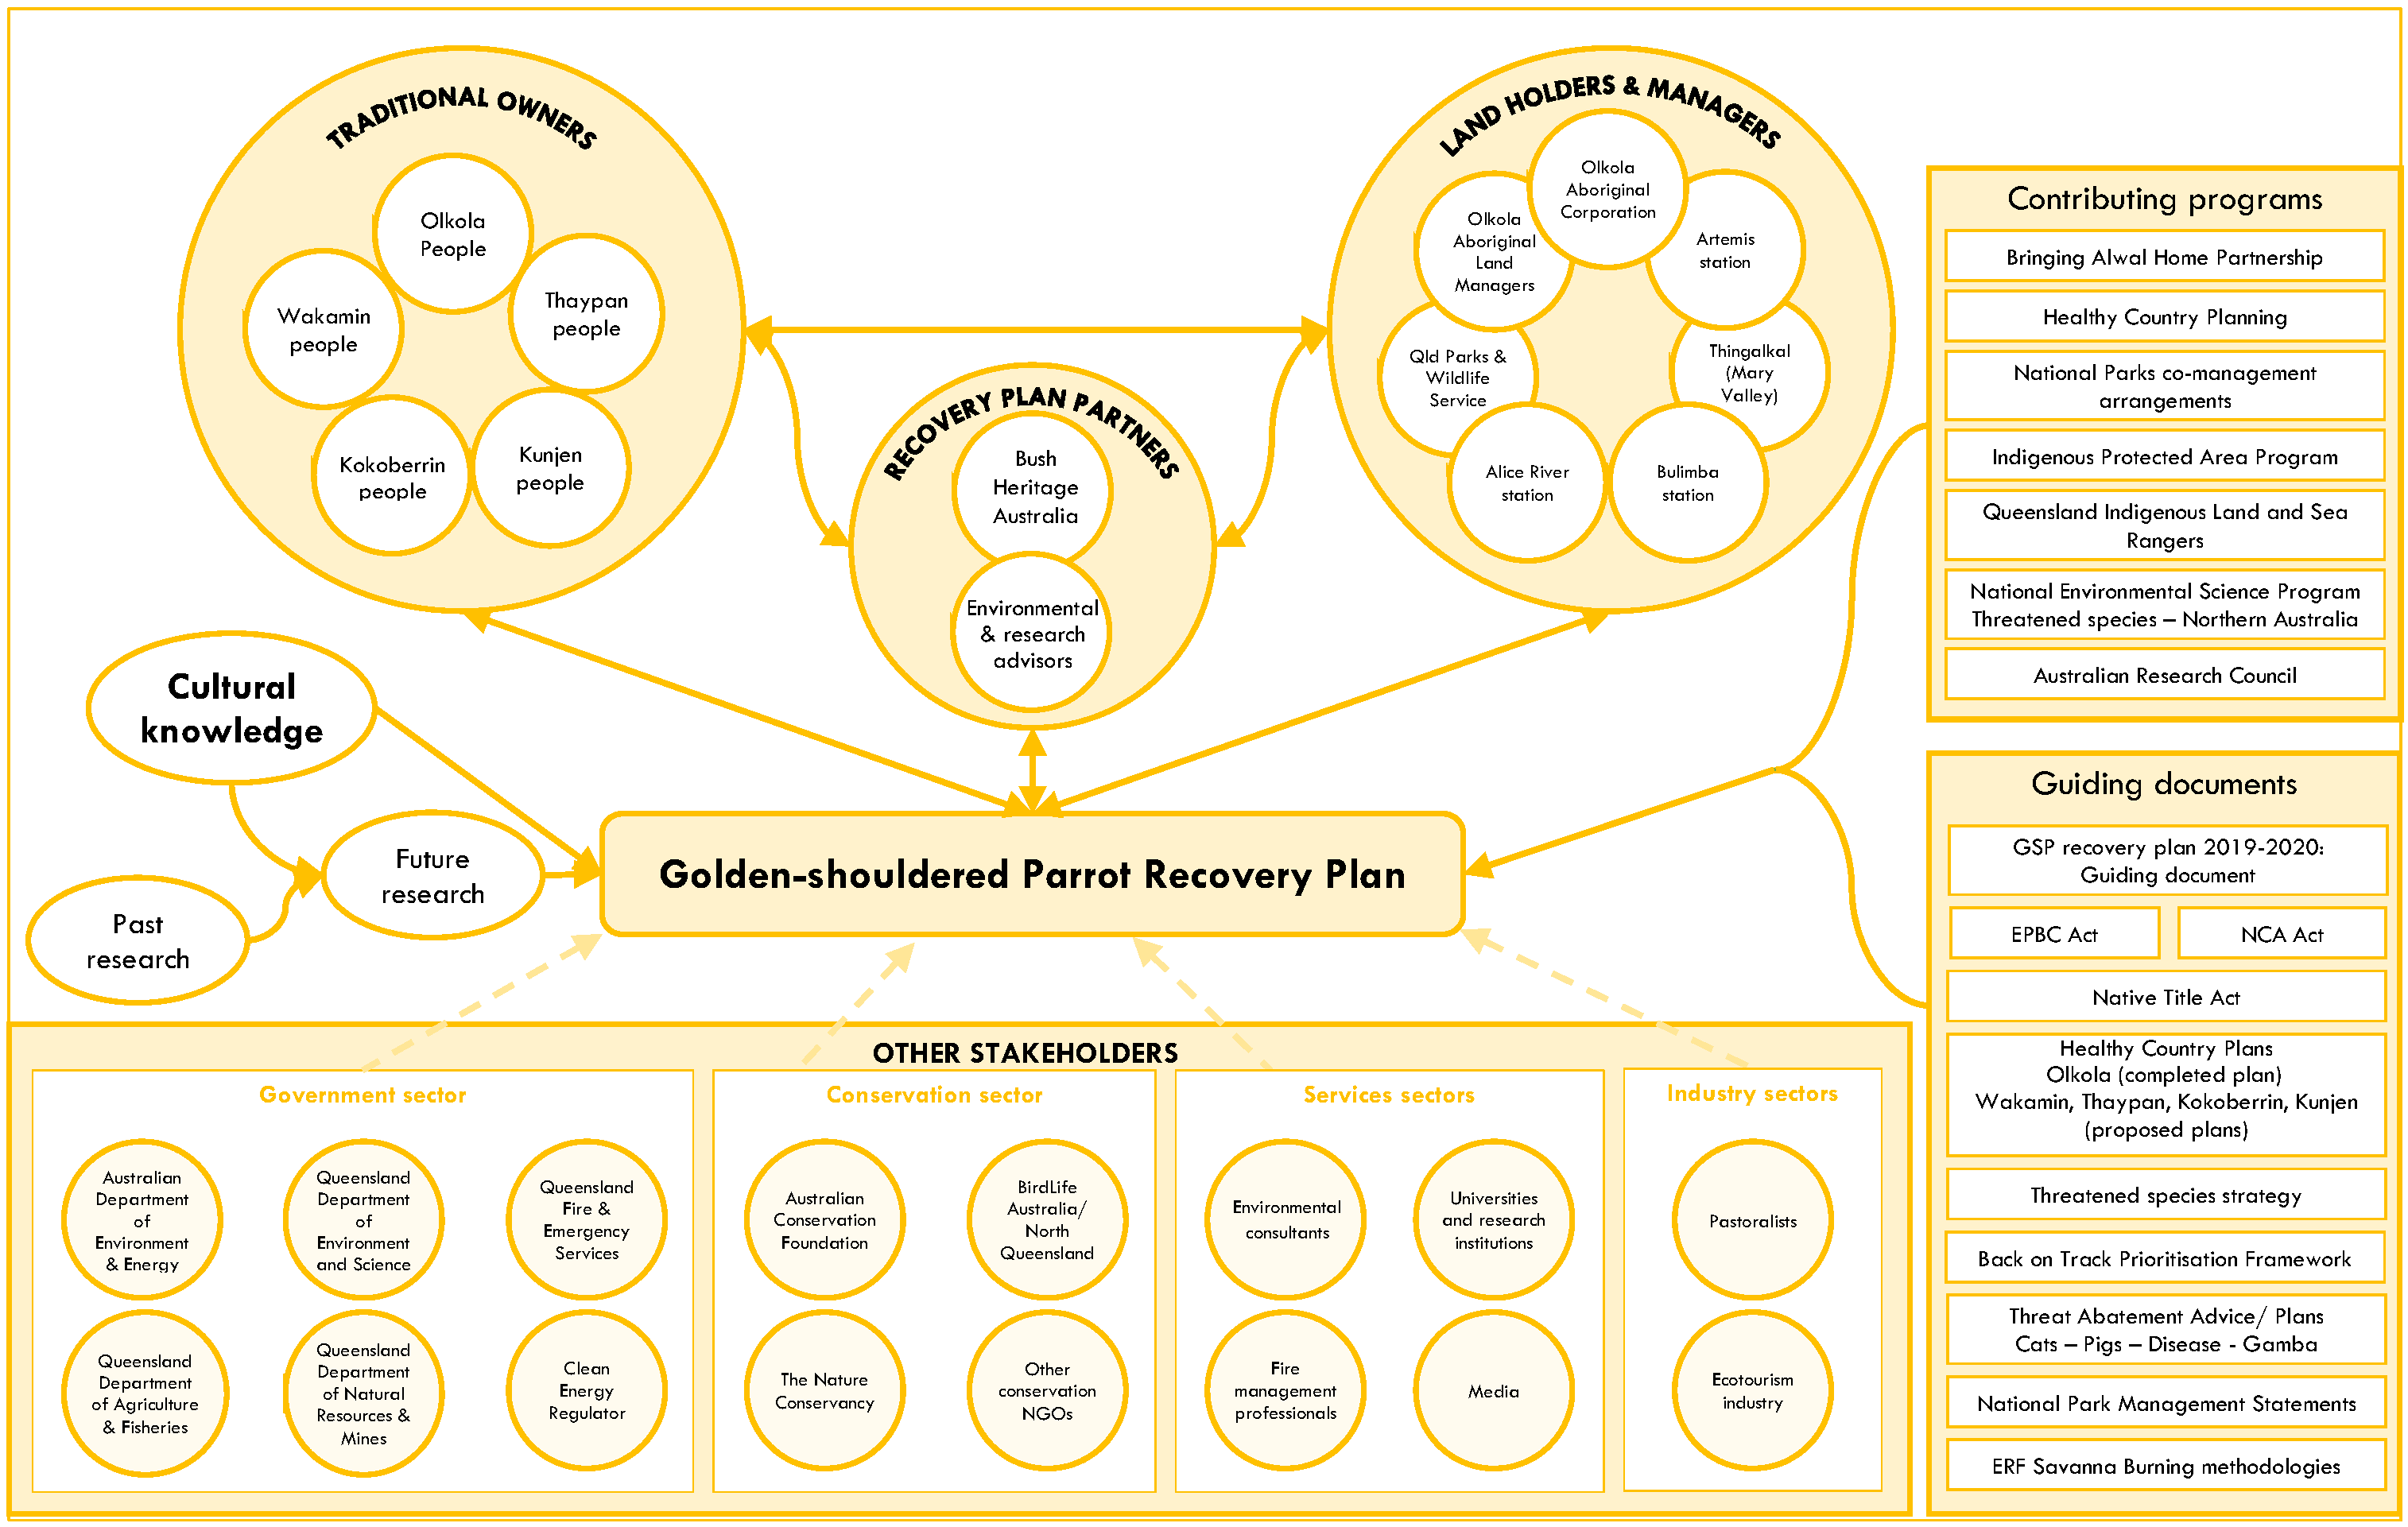 TRADITIONAL OWNERS
Olkola
People
Thaypan
people
Kunjen
people
Kokoberrin
people
Wakamin
people
RECOVERY PLAN PARTNERS
Bush
Heritage
Australia
Environmental
& research
advisors
LAND HOLDERS & MANAGERS
Olkola
Aboriginal
Corporation
Artemis
station
Thingalkal
(Mary
Valley)
Bulimba
station
Alice River
station
Qld Parks &
Wildlife
Service
Olkola
Aboriginal
Land
Managers
Contributing programs
Bringing Alwal Home Partnership
Healthy Country Planning
National Parks co-management
arrangements
Indigenous Protected Area Program
Queensland Indigenous Land and Sea
Rangers
National Environmental Science Program
Threatened species – Northern Australia
Australian Research Council
Cultural
knowledge
Past
research
Future
research
Golden-shouldered Parrot Recovery Plan
Guiding documents
GSP recovery plan 2019-2020:
Guiding document
EPBC Act
NCA Act
Native Title Act
Healthy Country Plans
Olkola (completed plan)
Wakamin, Thaypan, Kokoberrin, Kunjen
(proposed plans)
Threatened species strategy
Back on Track Prioritisation Framework
Threat Abatement Advice/ Plans
Cats – Pigs – Disease - Gamba
National Park Management Statements
ERF Savanna Burning methodologies
OTHER STAKEHOLDERS
Government sector
Australian
Department
of
Environment
& Energy
Queensland
Department
of
Environment
and Science
Queensland
Fire &
Emergency
Services
Queensland
Department
of Agriculture
& Fisheries
Queensland
Department
of Natural
Resources &
Mines
Clean
Energy
Regulator
Conservation sector
Australian
Conservation
Foundation
BirdLife
Australia/
North
Queensland
The Nature
Conservancy
Other
conservation
NGOs
Services sectors
Environmental
consultants
Universities
and research
institutions
Fire
management
professionals
Media
Industry sectors
Pastoralists
Ecotourism
industry